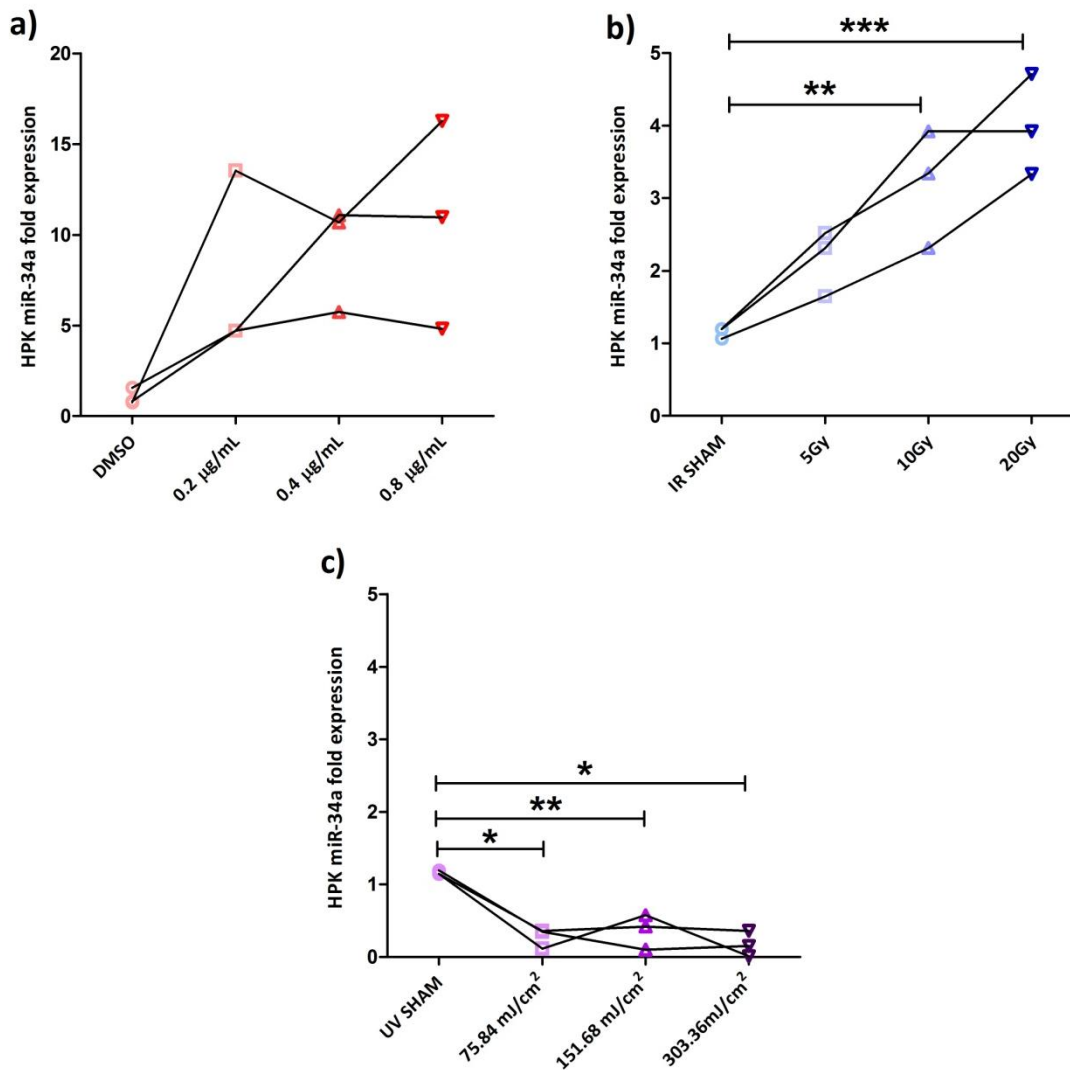 a)
HPK miR-34a fold expression
20
15
10
5
0
DMSO
0.2 µg/mL
0.4 µg/mL
0.8 µg/mL
b)
***
**
HPK miR-34a fold expression
5
4
3
2
1
0
IR SHAM
5Gy
10Gy
20Gy
c)
*
**
*
HPK miR-34a fold expression
5
4
3
2
1
0
UV SHAM
75.84 mJ/cm²
151.68 mJ/cm²
303.36mJ/cm²